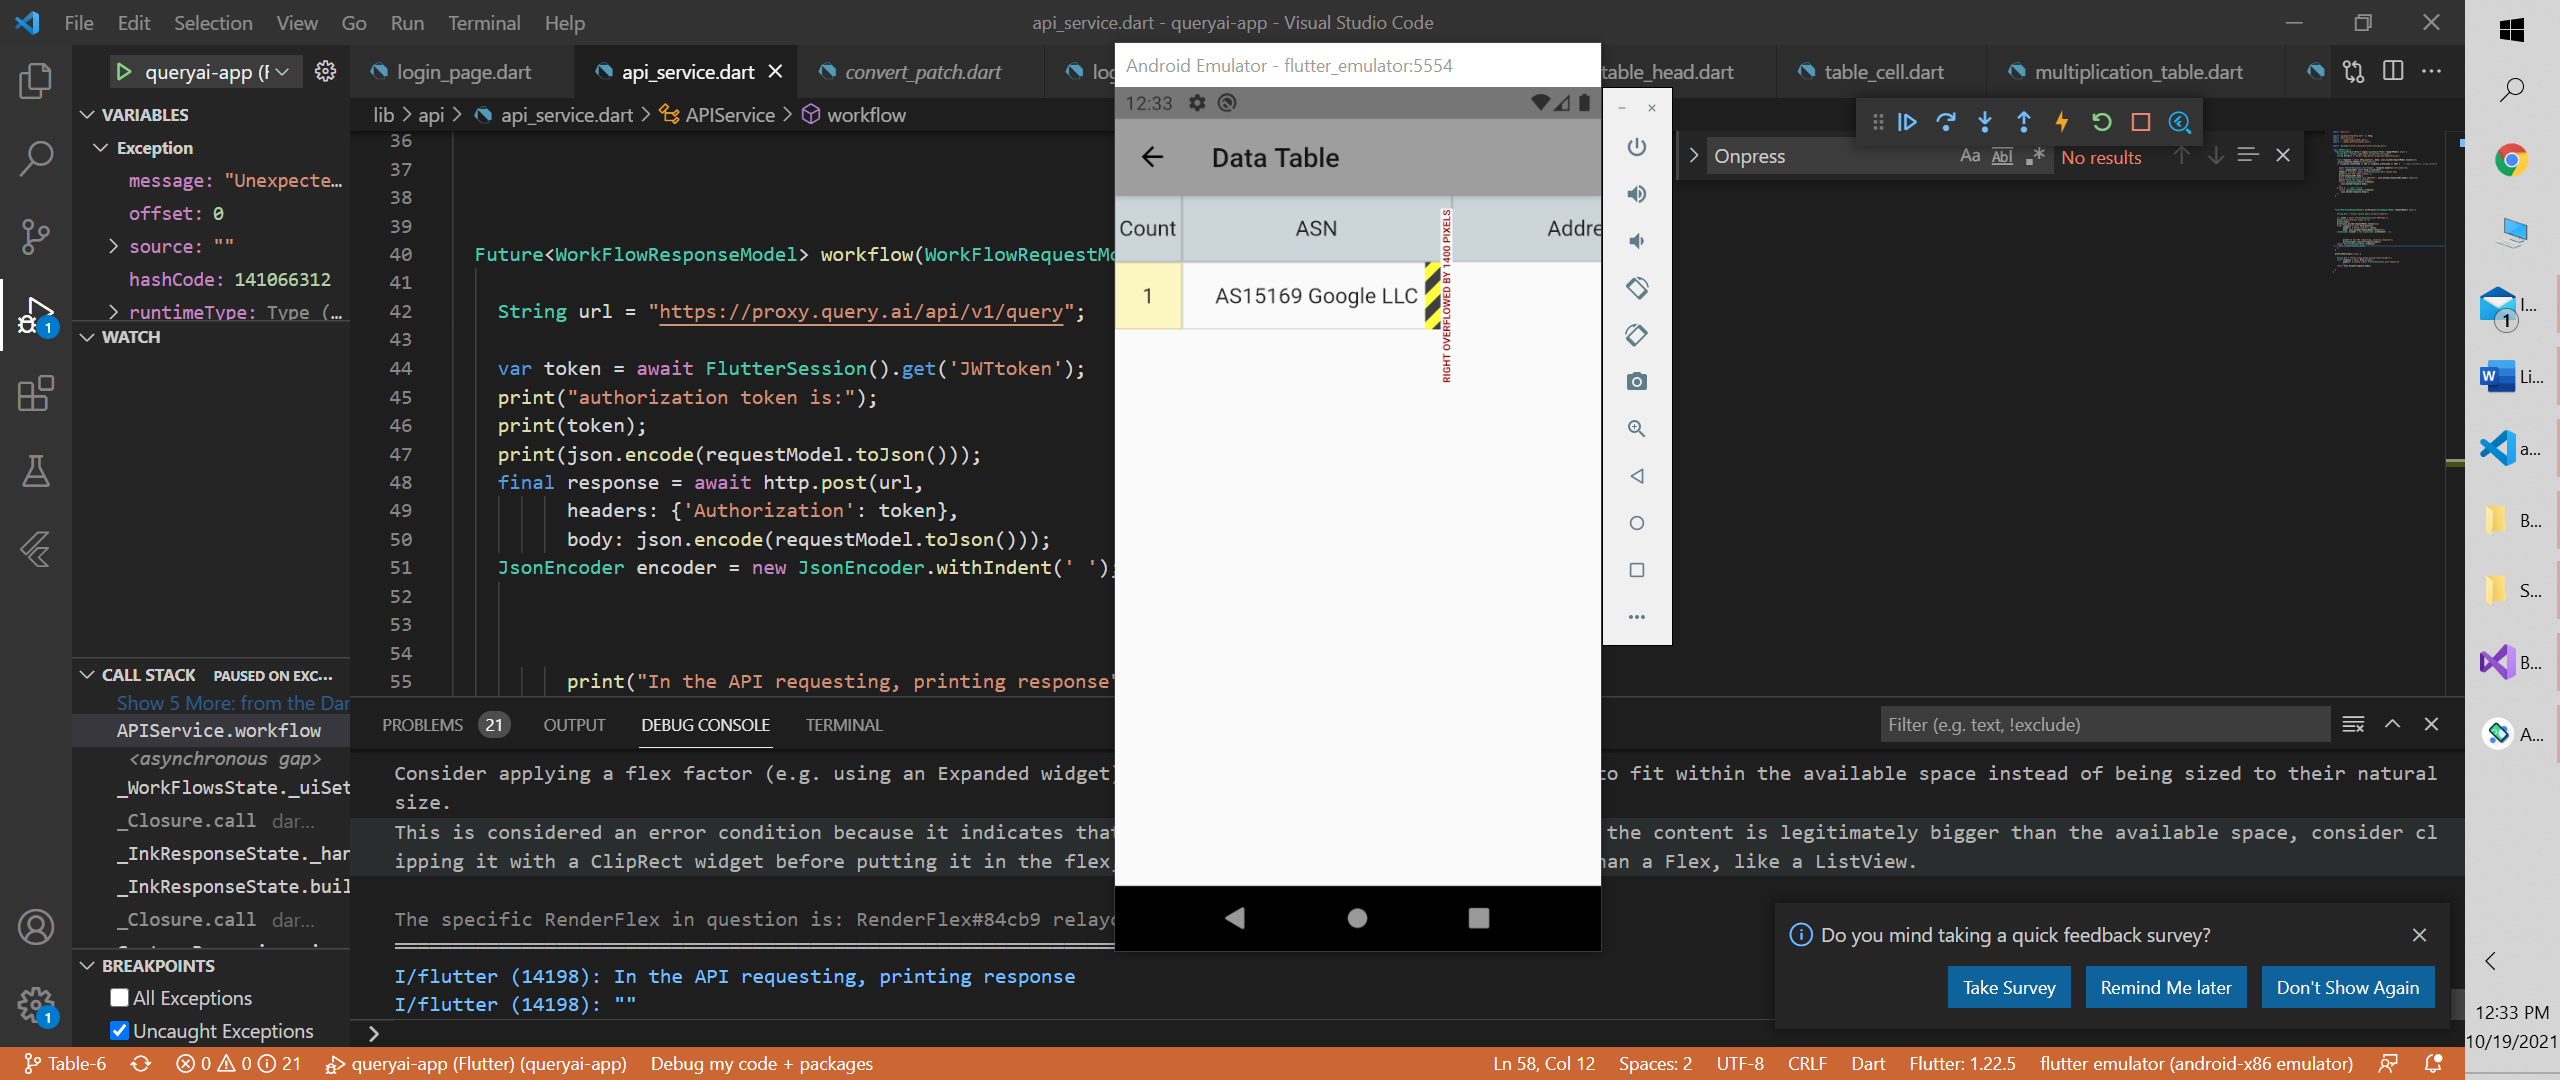 File Edit Selection View Go Run Terminal Help
api_service.dart - queryai-app - Visual Studio Code
queryai-app (F
login_page.dart
api_service.dart
convert_patch.dart
table_head.dart
table_cell.dart
multiplication_table.dart
lib > api > api_service.dart > APIService > workflow
VARIABLES
Exception
message: "Unexpecte…
offset: 0
source: ""
hashCode: 141066312
runtimeType: Type (…
WATCH
CALL STACK PAUSED ON EXC…
Show 5 More: from the Dar
APIService.workflow
<asynchronous gap>
_WorkFlowsState._uiSet
_Closure.call dar…
_InkResponseState._han
_InkResponseState.buil
_Closure.call dar…
BREAKPOINTS
All Exceptions
Uncaught Exceptions
36
37
38
39
40 Future<WorkFlowResponseModel> workflow(WorkFlowRequestMo
41
42 String url = "https://proxy.query.ai/api/v1/query";
43
44 var token = await FlutterSession().get('JWTtoken');
45 print("authorization token is:");
46 print(token);
47 print(json.encode(requestModel.toJson()));
48 final response = await http.post(url,
49 headers: {'Authorization': token},
50 body: json.encode(requestModel.toJson()));
51 JsonEncoder encoder = new JsonEncoder.withIndent(' ');
52
53
54
55 print("In the API requesting, printing response"
Onpress
Aa Abl .* No results
Android Emulator - flutter_emulator:5554
12:33
Data Table
Count ASN Addre
1 AS15169 Google LLC
RIGHT OVERFLOWED BY 1400 PIXELS
PROBLEMS 21 OUTPUT DEBUG CONSOLE TERMINAL
Filter (e.g. text, !exclude)
Consider applying a flex factor (e.g. using an Expanded widget) to fit within the available space instead of being sized to their natural
size.
This is considered an error condition because it indicates that the content is legitimately bigger than the available space, consider cl
ipping it with a ClipRect widget before putting it in the flex, han a Flex, like a ListView.
The specific RenderFlex in question is: RenderFlex#84cb9 relayo
I/flutter (14198): In the API requesting, printing response
I/flutter (14198): ""
Do you mind taking a quick feedback survey?
Take Survey Remind Me later Don't Show Again
Table-6 0 0 21 queryai-app (Flutter) (queryai-app) Debug my code + packages
Ln 58, Col 12 Spaces: 2 UTF-8 CRLF Dart Flutter: 1.22.5 flutter emulator (android-x86 emulator)
1
1
I...
1
Li...
a...
B...
S...
B...
A...
12:33 PM
10/19/2021